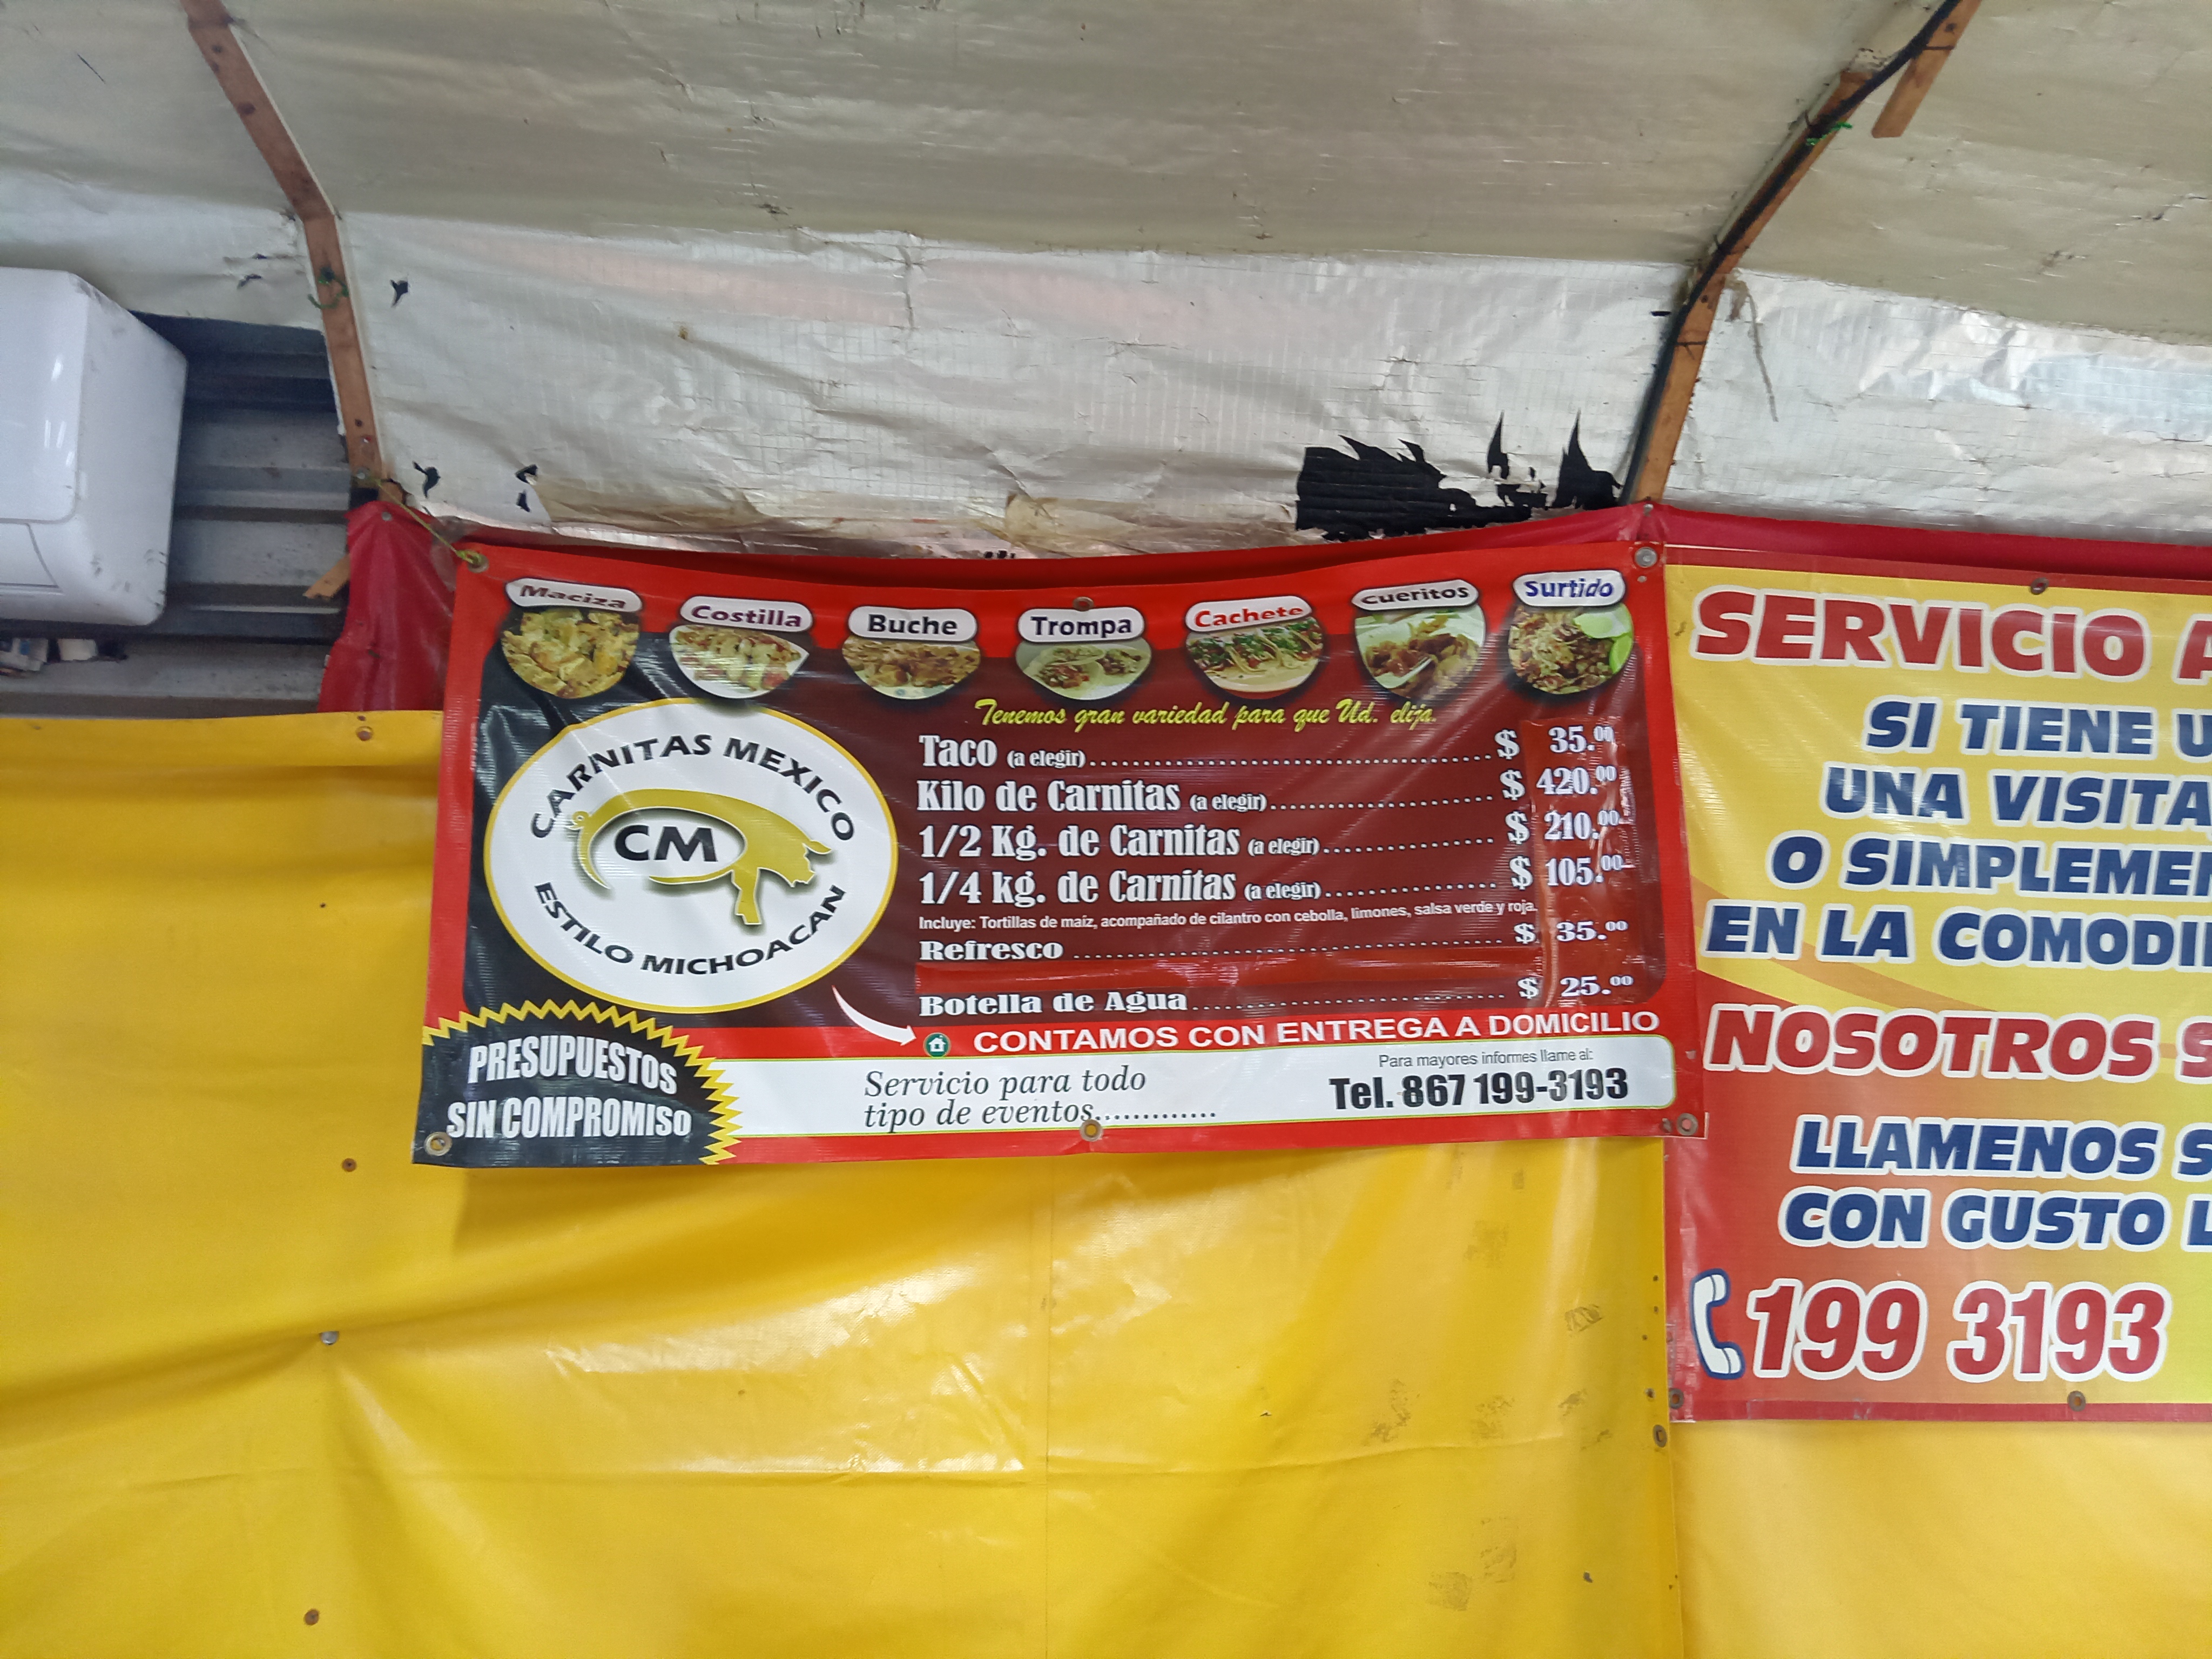 Maciza
Costilla
Buche
Trompa
Cachete
Cueritos
Surtido
Tenemos gran variedad para que Ud. elija.
CARNITAS MEXICO
CM
ESTILO MICHOACAN
Taco (a elegir)........................................$ 35.00
Kilo de Carnitas (a elegir)......................$ 420.00
1/2 Kg. de Carnitas (a elegir)................. $ 210.00
1/4 kg. de Carnitas (a elegir)................. $ 105.00
Incluye: Tortillas de maíz, acompañado de cilantro con cebolla, limones, salsa verde y roja.
Refresco .......................................... $ 35.00
Botella de Agua............................... $ 25.00
CONTAMOS CON ENTREGA A DOMICILIO
PRESUPUESTOS
SIN COMPROMISO
Servicio para todo
tipo de eventos.............
Para mayores informes llame al:
Tel. 867 199-3193
SERVICIO A
SI TIENE U
UNA VISITA
O SIMPLEMEN
EN LA COMODI
NOSOTROS S
LLAMENOS S
CON GUSTO L
199 3193